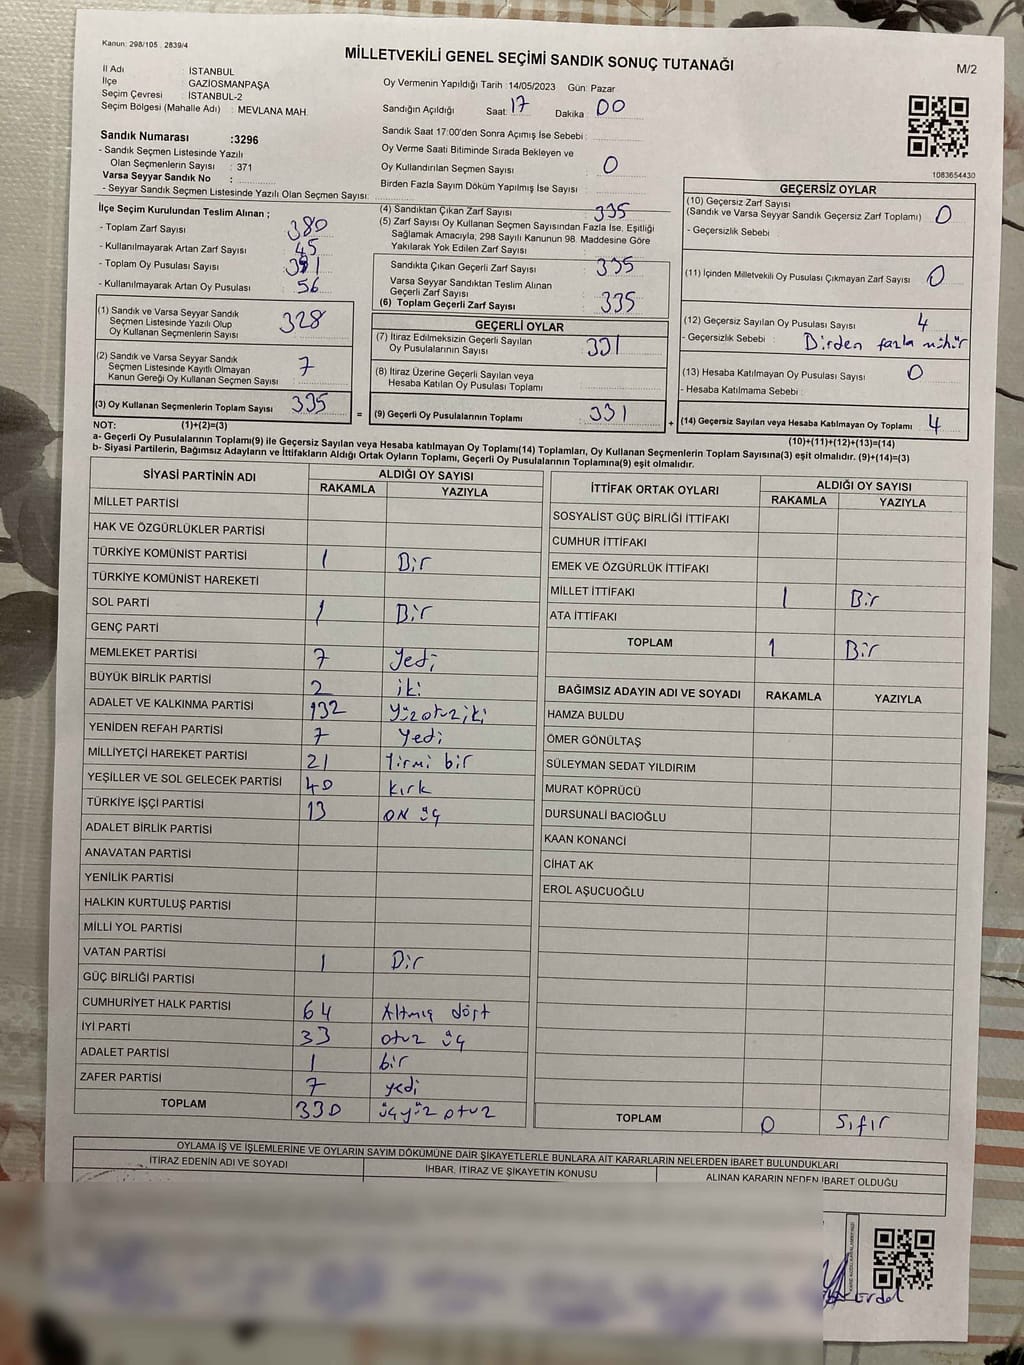 Kanun: 298/105 . 2839/4
MİLLETVEKİLİ GENEL SEÇİMİ SANDIK SONUÇ TUTANAĞI
M/2
İl Adı İSTANBUL
İlçe GAZİOSMANPAŞA
Seçim Çevresi İSTANBUL-2
Seçim Bölgesi (Mahalle Adı) : MEVLANA MAH.
Oy Vermenin Yapıldığı Tarih :14/05/2023 Gün: Pazar
Sandığın Açıldığı Saat 17 Dakika 00
Sandık Saat 17:00'den Sonra Açımış İse Sebebi :
Oy Verme Saati Bitiminde Sırada Bekleyen ve
Oy Kullandırılan Seçmen Sayısı : 0
Birden Fazla Sayım Döküm Yapılmış İse Sayısı :
Sandık Numarası :3296
- Sandık Seçmen Listesinde Yazılı
Olan Seçmenlerin Sayısı : 371
Varsa Seyyar Sandık No :
- Seyyar Sandık Seçmen Listesinde Yazılı Olan Seçmen Sayısı:
1083654430
İlçe Seçim Kurulundan Teslim Alınan ;
- Toplam Zarf Sayısı 380
- Kullanılmayarak Artan Zarf Sayısı 45
- Toplam Oy Pusulası Sayısı
- Kullanılmayarak Artan Oy Pusulası 56
(1) Sandık ve Varsa Seyyar Sandık
Seçmen Listesinde Yazılı Olup
Oy Kullanan Seçmenlerin Sayısı 328
(2) Sandık ve Varsa Seyyar Sandık
Seçmen Listesinde Kayıtlı Olmayan
Kanun Gereği Oy Kullanan Seçmen Sayısı 7
(3) Oy Kullanan Seçmenlerin Toplam Sayısı 335
(4) Sandıktan Çıkan Zarf Sayısı 335
(5) Zarf Sayısı Oy Kullanan Seçmen Sayısından Fazla İse, Eşitliği
Sağlamak Amacıyla, 298 Sayılı Kanunun 98. Maddesine Göre
Yakılarak Yok Edilen Zarf Sayısı :
Sandıkta Çıkan Geçerli Zarf Sayısı 335
Varsa Seyyar Sandıktan Teslim Alınan
Geçerli Zarf Sayısı
(6) Toplam Geçerli Zarf Sayısı 335
GEÇERLİ OYLAR
(7) İtiraz Edilmeksizin Geçerli Sayılan
Oy Pusulalarının Sayısı 331
(8) İtiraz Üzerine Geçerli Sayılan veya
Hesaba Katılan Oy Pusulası Toplamı
= (9) Geçerli Oy Pusulalarının Toplamı 331
GEÇERSİZ OYLAR
(10) Geçersiz Zarf Sayısı
(Sandık ve Varsa Seyyar Sandık Geçersiz Zarf Toplamı) 0
- Geçersizlik Sebebi
(11) İçinden Milletvekili Oy Pusulası Çıkmayan Zarf Sayısı 0
(12) Geçersiz Sayılan Oy Pusulası Sayısı 4
- Geçersizlik Sebebi : Birden fazla mühür
(13) Hesaba Katılmayan Oy Pusulası Sayısı 0
- Hesaba Katılmama Sebebi
+ (14) Geçersiz Sayılan veya Hesaba Katılmayan Oy Toplamı 4
NOT: (1)+(2)=(3)
(10)+(11)+(12)+(13)=(14)
a- Geçerli Oy Pusulalarının Toplamı(9) ile Geçersiz Sayılan veya Hesaba katılmayan Oy Toplamı(14) Toplamları, Oy Kullanan Seçmenlerin Toplam Sayısına(3) eşit olmalıdır. (9)+(14)=(3)
b- Siyasi Partilerin, Bağımsız Adayların ve İttifakların Aldığı Ortak Oyların Toplamı, Geçerli Oy Pusulalarının Toplamına(9) eşit olmalıdır.
SİYASİ PARTİNİN ADI ALDIĞI OY SAYISI
RAKAMLA YAZIYLA
MİLLET PARTİSİ
HAK VE ÖZGÜRLÜKLER PARTİSİ
TÜRKİYE KOMÜNİST PARTİSİ 1 Bir
TÜRKİYE KOMÜNİST HAREKETİ
SOL PARTİ 1 Bir
GENÇ PARTİ
MEMLEKET PARTİSİ 7 Yedi
BÜYÜK BİRLİK PARTİSİ 2 iki
ADALET VE KALKINMA PARTİSİ 132 Yüzotuziki
YENİDEN REFAH PARTİSİ 7 Yedi
MİLLİYETÇİ HAREKET PARTİSİ 21 Yirmi bir
YEŞİLLER VE SOL GELECEK PARTİSİ 40 Kırk
TÜRKİYE İŞÇİ PARTİSİ 13 ON üç
ADALET BİRLİK PARTİSİ
ANAVATAN PARTİSİ
YENİLİK PARTİSİ
HALKIN KURTULUŞ PARTİSİ
MİLLİ YOL PARTİSİ
VATAN PARTİSİ 1 Bir
GÜÇ BİRLİĞİ PARTİSİ
CUMHURİYET HALK PARTİSİ 64 Altmış dört
İYİ PARTİ 33 otuz üç
ADALET PARTİSİ 1 bir
ZAFER PARTİSİ 7 yedi
TOPLAM 330 üçyüz otuz
İTTİFAK ORTAK OYLARI ALDIĞI OY SAYISI
RAKAMLA YAZIYLA
SOSYALİST GÜÇ BİRLİĞİ İTTİFAKI
CUMHUR İTTİFAKI
EMEK VE ÖZGÜRLÜK İTTİFAKI
MİLLET İTTİFAKI 1 Bir
ATA İTTİFAKI
TOPLAM 1 Bir
BAĞIMSIZ ADAYIN ADI VE SOYADI RAKAMLA YAZIYLA
HAMZA BULDU
ÖMER GÖNÜLTAŞ
SÜLEYMAN SEDAT YILDIRIM
MURAT KÖPRÜCÜ
DURSUNALİ BACIOĞLU
KAAN KONANCİ
CİHAT AK
EROL AŞUCUOĞLU
TOPLAM 0 Sıfır
OYLAMA İŞ VE İŞLEMLERİNE VE OYLARIN SAYIM DÖKÜMÜNE DAİR ŞİKAYETLERLE BUNLARA AİT KARARLARIN NELERDEN İBARET BULUNDUKLARI
İTİRAZ EDENİN ADI VE SOYADI İHBAR, İTİRAZ VE ŞİKAYETİN KONUSU ALINAN KARARIN NEDEN İBARET OLDUĞU